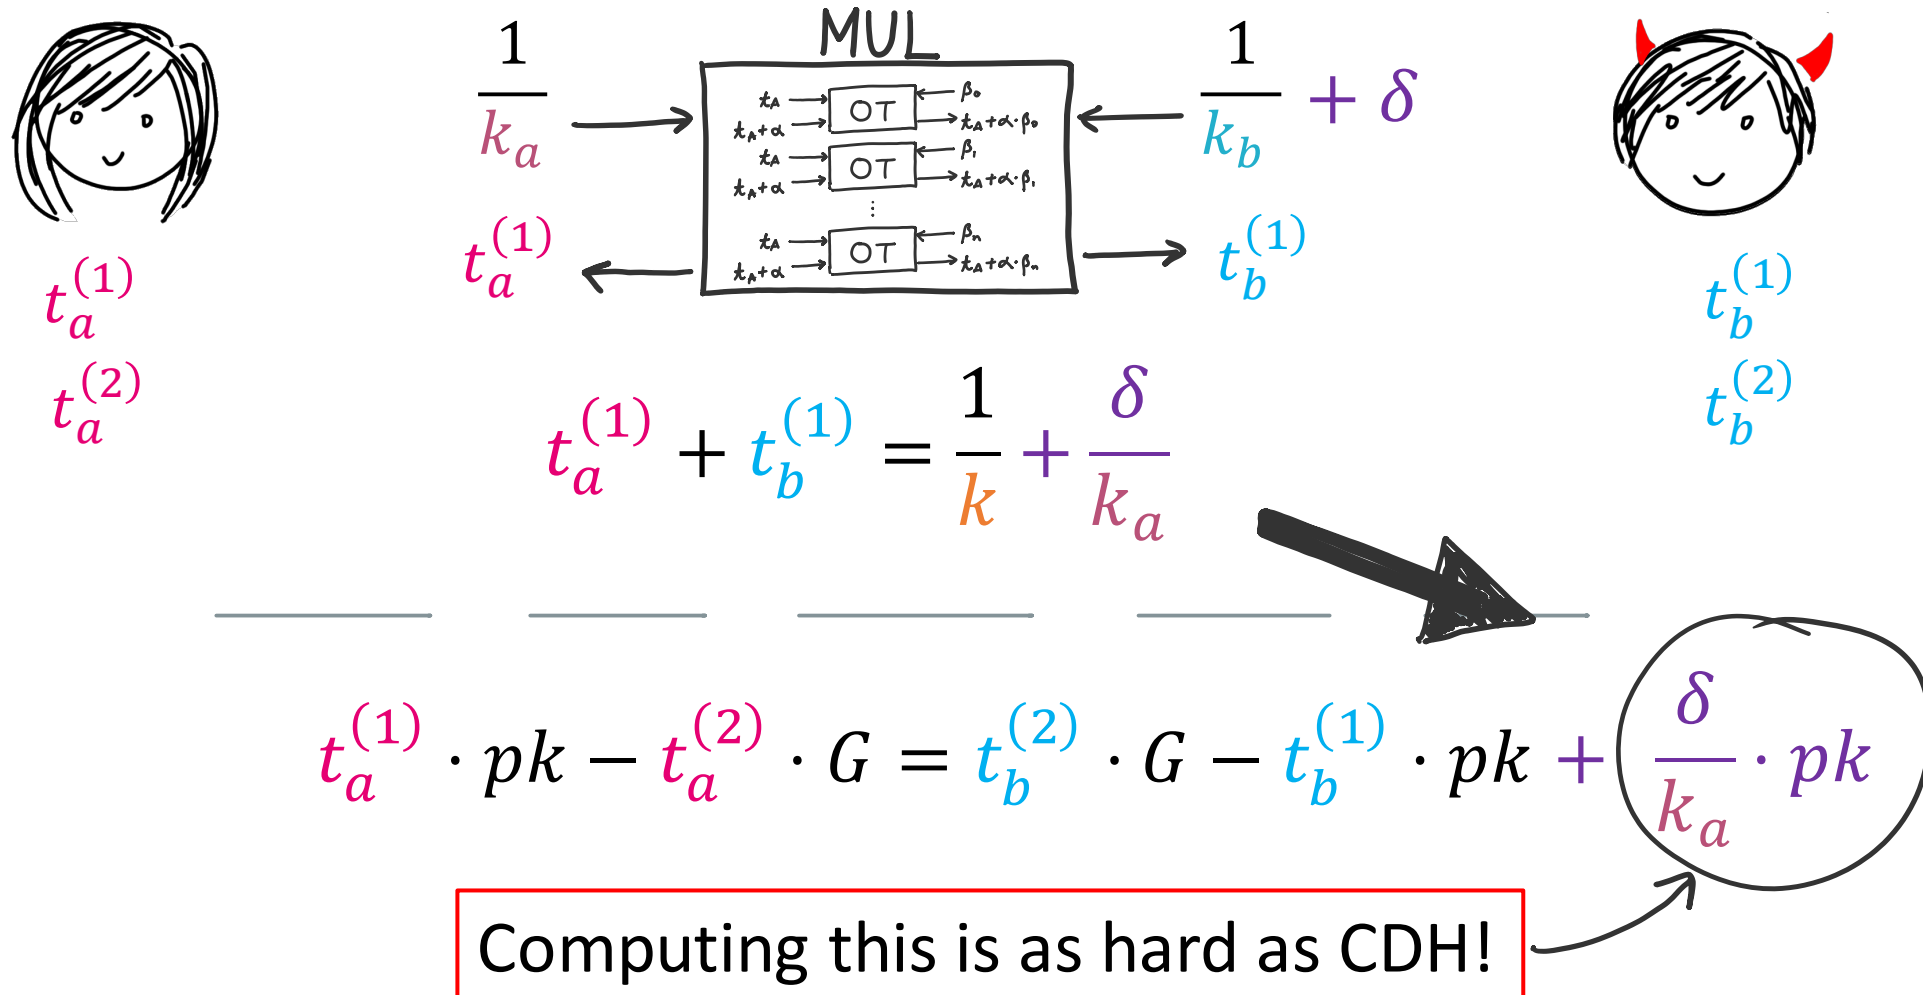 MUL
1/k_a
t_A OT β_0
t_A+α t_A+α·β_0
t_A OT β_1
t_A+α t_A+α·β_1
⋮
t_A OT β_n
t_A+α t_A+α·β_n
1/k_b + δ
t_a^(1)
t_b^(1)
t_a^(1)
t_a^(2)
t_b^(1)
t_b^(2)
t_a^(1) + t_b^(1) = 1/k + δ/k_a
t_a^(1) · pk − t_a^(2) · G = t_b^(2) · G − t_b^(1) · pk + δ/k_a · pk
Computing this is as hard as CDH!